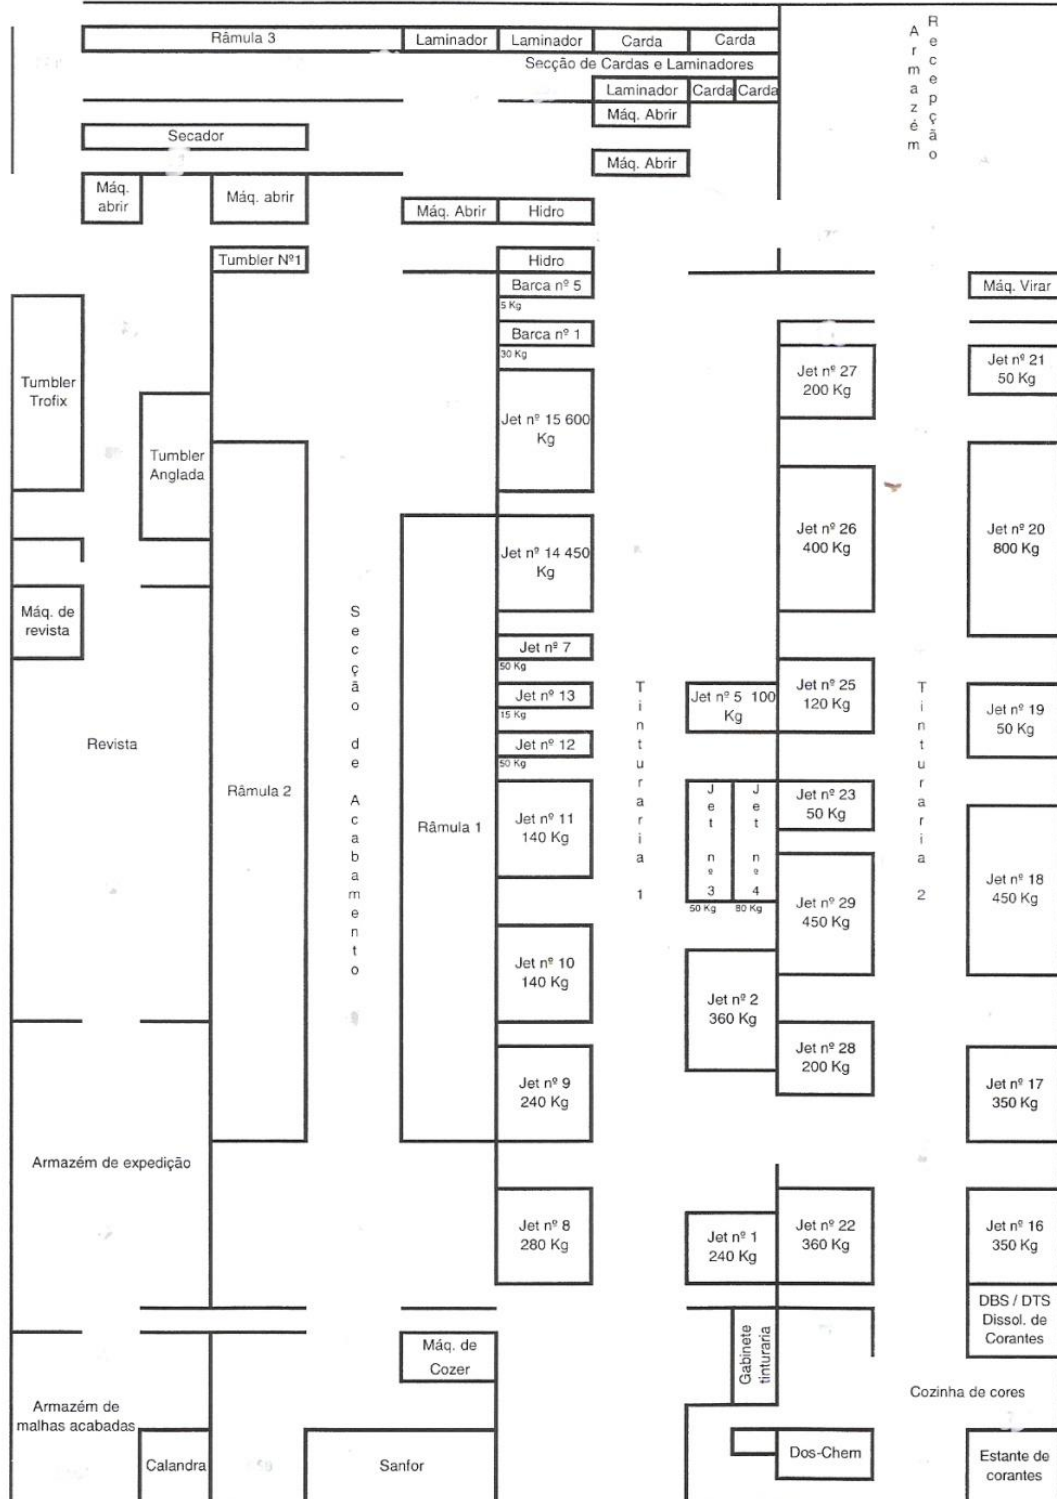 Râmula 3
Laminador
Laminador
Carda
Carda
Secção de Cardas e Laminadores
Laminador
Carda
Carda
Máq. Abrir
Máq. Abrir
Armazém
Recepção
Secador
Máq.
abrir
Máq. abrir
Máq. Abrir
Hidro
Tumbler Nº1
Hidro
Barca nº 5
5 Kg
Barca nº 1
30 Kg
Máq. Virar
Tumbler
Trofix
Tumbler
Anglada
Jet nº 15 600
Kg
Jet nº 27
200 Kg
Jet nº 21
50 Kg
Jet nº 14 450
Kg
Jet nº 26
400 Kg
Jet nº 20
800 Kg
Máq. de
revista
Revista
Râmula 2
Secção de Acabamento
Râmula 1
Jet nº 7
50 Kg
Jet nº 13
15 Kg
Jet nº 12
50 Kg
Jet nº 11
140 Kg
Jet nº 10
140 Kg
Jet nº 9
240 Kg
Jet nº 8
280 Kg
Tinturaria 1
Jet nº 5 100
Kg
Jet nº 3
50 Kg
Jet nº 4
80 Kg
Jet nº 2
360 Kg
Jet nº 1
240 Kg
Jet nº 25
120 Kg
Jet nº 23
50 Kg
Jet nº 29
450 Kg
Jet nº 28
200 Kg
Jet nº 22
360 Kg
Tinturaria 2
Jet nº 19
50 Kg
Jet nº 18
450 Kg
Jet nº 17
350 Kg
Jet nº 16
350 Kg
DBS / DTS
Dissol. de
Corantes
Armazém de expedição
Máq. de
Cozer
Gabinete
tinturaria
Cozinha de cores
Armazém de
malhas acabadas
Calandra
Sanfor
Dos-Chem
Estante de
corantes